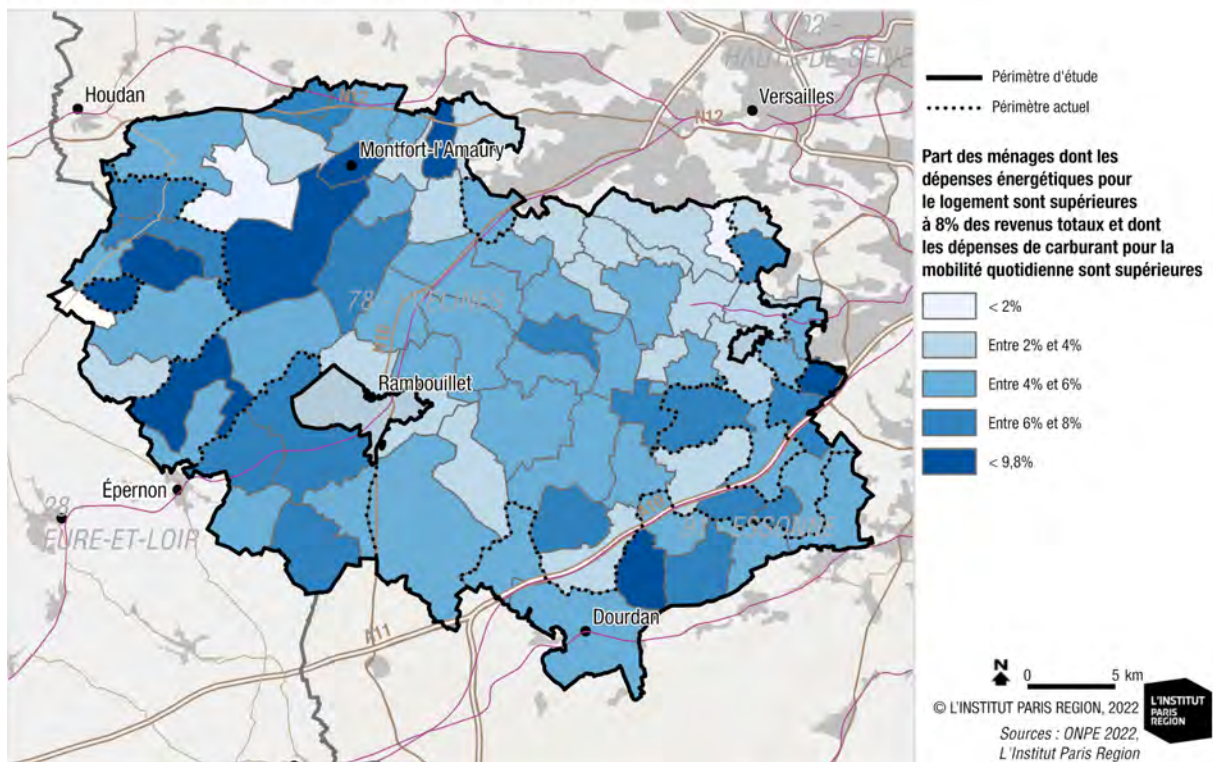 02 -
HAUTS-DE-SEINE
Houdan
N12
Versailles
N12
Montfort-l'Amaury
78
N10
Rambouillet
Épernon
28
EURE-ET-LOIR
A10
ESSONNE
Dourdan
A11
Périmètre d'étude
Périmètre actuel
Part des ménages dont les
dépenses énergétiques pour
le logement sont supérieures
à 8% des revenus totaux et dont
les dépenses de carburant pour la
mobilité quotidienne sont supérieures
< 2%
Entre 2% et 4%
Entre 4% et 6%
Entre 6% et 8%
< 9,8%
N
0 5 km
© L'INSTITUT PARIS REGION, 2022
Sources : ONPE 2022,
L'Institut Paris Region
L'INSTITUT
PARIS
REGION